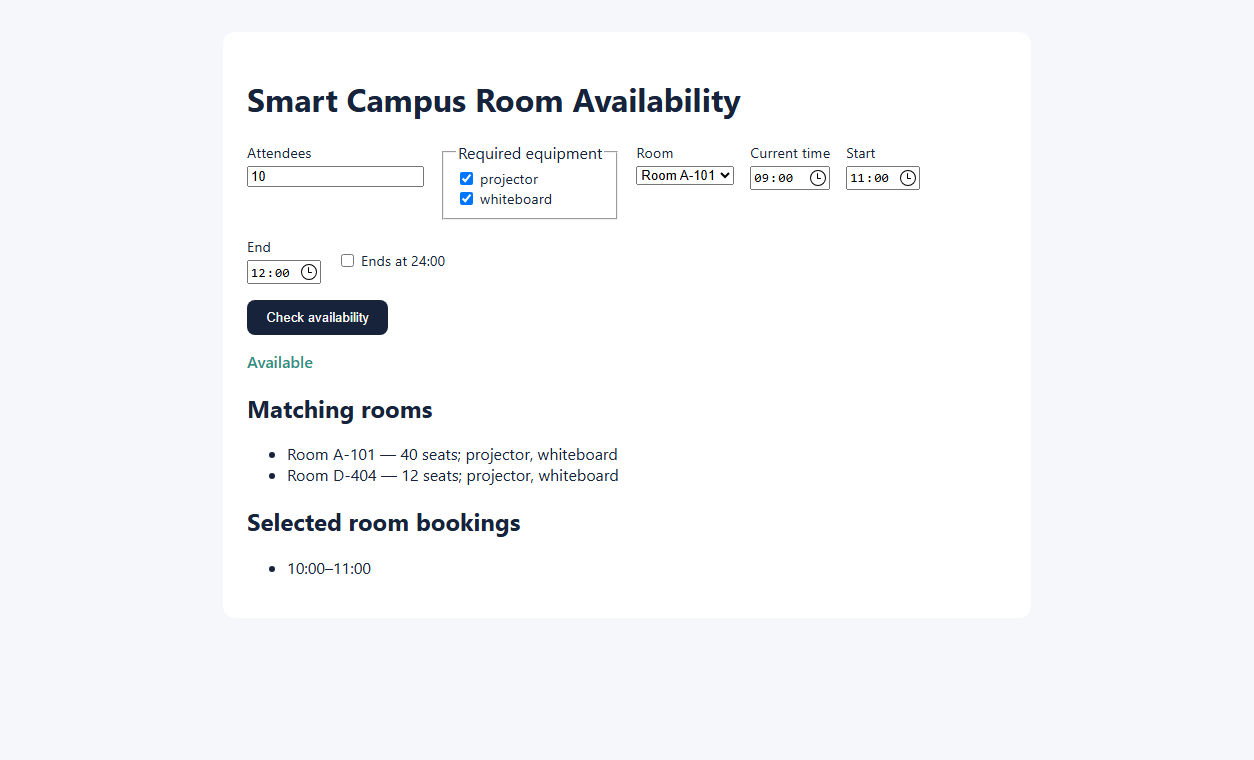 Smart Campus Room Availability
Attendees
10
Required equipment
projector
whiteboard
Room
Room A-101
Current time
09:00
Start
11:00
End
12:00
Ends at 24:00
Check availability
Available
Matching rooms
Room A-101 — 40 seats; projector, whiteboard
Room D-404 — 12 seats; projector, whiteboard
Selected room bookings
10:00–11:00